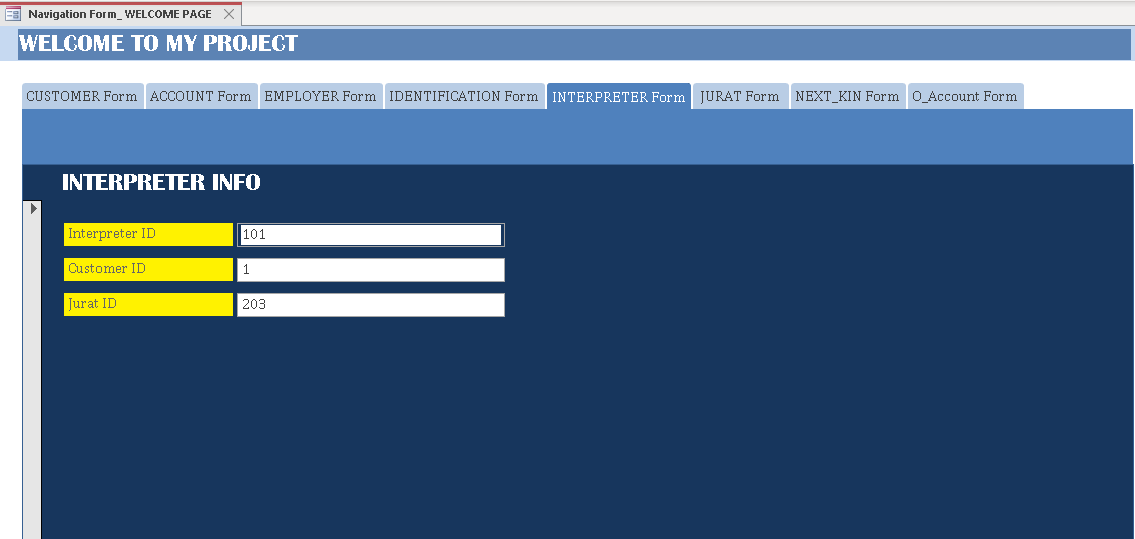 Navigation Form_ WELCOME PAGE
WELCOME TO MY PROJECT
CUSTOMER Form ACCOUNT Form EMPLOYER Form IDENTIFICATION Form INTERPRETER Form JURAT Form NEXT_KIN Form O_Account Form
INTERPRETER INFO
Interpreter ID 101
Customer ID 1
Jurat ID 203